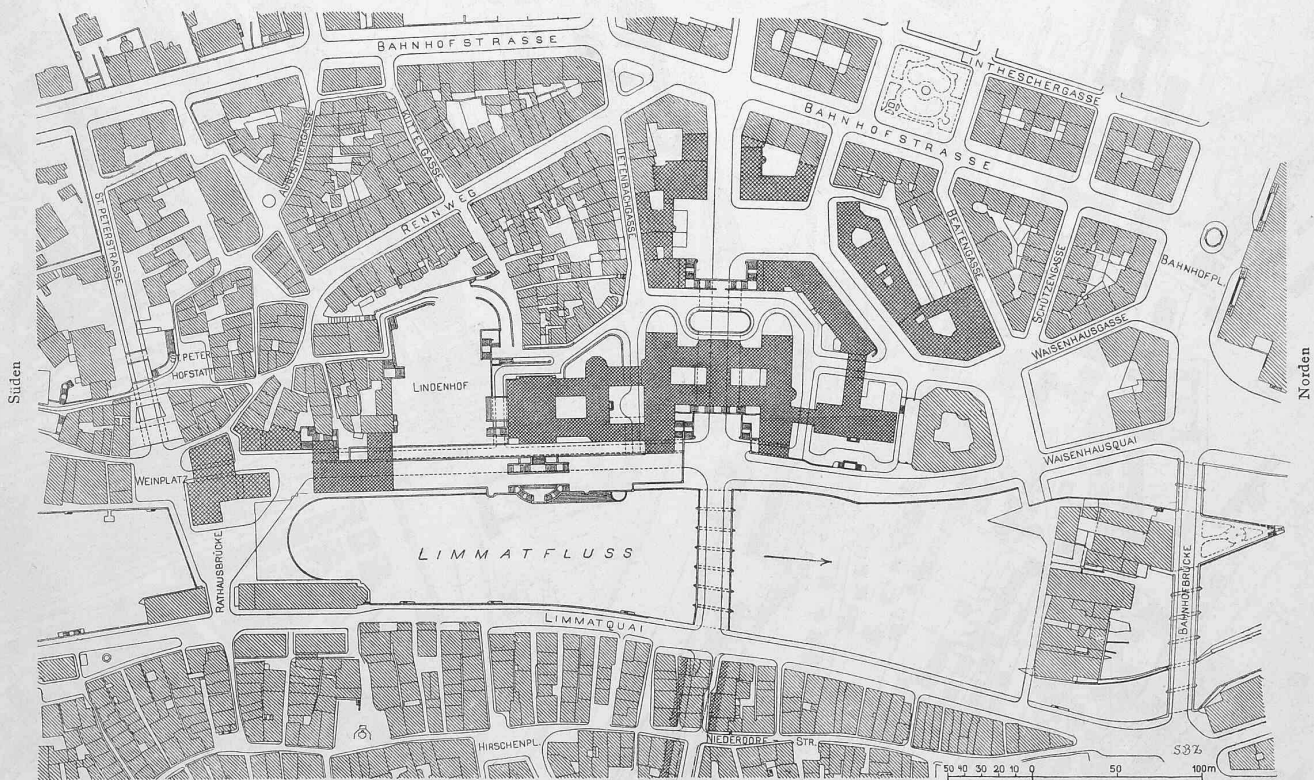 BAHNHOFSTRASSE
LINTHESCHERGASSE
BAHNHOFSTRASSE
AUGUSTINERGASSE
KUTTELGASSE
RENNWEG
OETENBACHGASSE
ST. PETERSTRASSE
BEATENGASSE
SCHÜTZENGASSE
BAHNHOFPL.
WAISENHAUSGASSE
ST. PETER
HOFSTATT
LINDENHOF
Süden
Norden
WEINPLATZ
WAISENHAUSQUAI
RATHAUSBRÜCKE
LIMMATFLUSS
BAHNHOFBRÜCKE
LIMMATQUAI
HIRSCHENPL.
NIEDERDORF - STR.
SBZ
50 40 30 20 10 0 50 100m